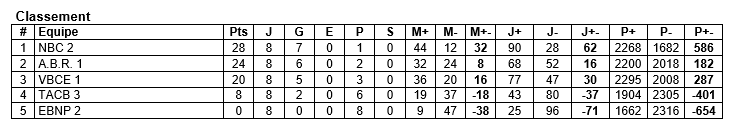 Classement
# Equipe Pts J G E P S M+ M- M+- J+ J- J+- P+ P- P+-
1 NBC 2 28 8 7 0 1 0 44 12 32 90 28 62 2268 1682 586
2 A.B.R. 1 24 8 6 0 2 0 32 24 8 68 52 16 2200 2018 182
3 VBCE 1 20 8 5 0 3 0 36 20 16 77 47 30 2295 2008 287
4 TACB 3 8 8 2 0 6 0 19 37 -18 43 80 -37 1904 2305 -401
5 EBNP 2 0 8 0 0 8 0 9 47 -38 25 96 -71 1662 2316 -654